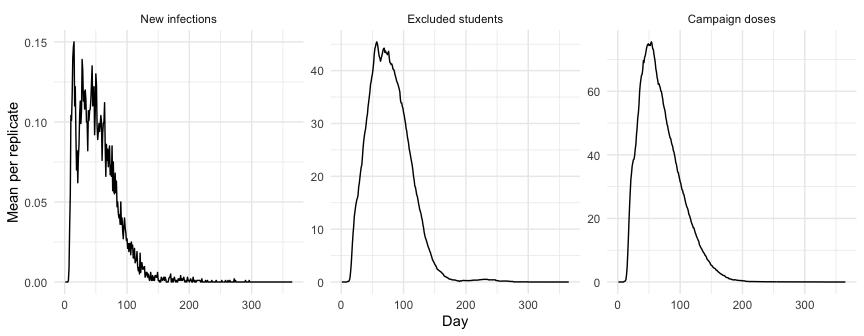 New infections
Excluded students
Campaign doses
Mean per replicate
0.15
0.10
0.05
0.00
40
30
20
10
0
60
40
20
0
0 100 200 300
0 100 200 300
0 100 200 300
Day